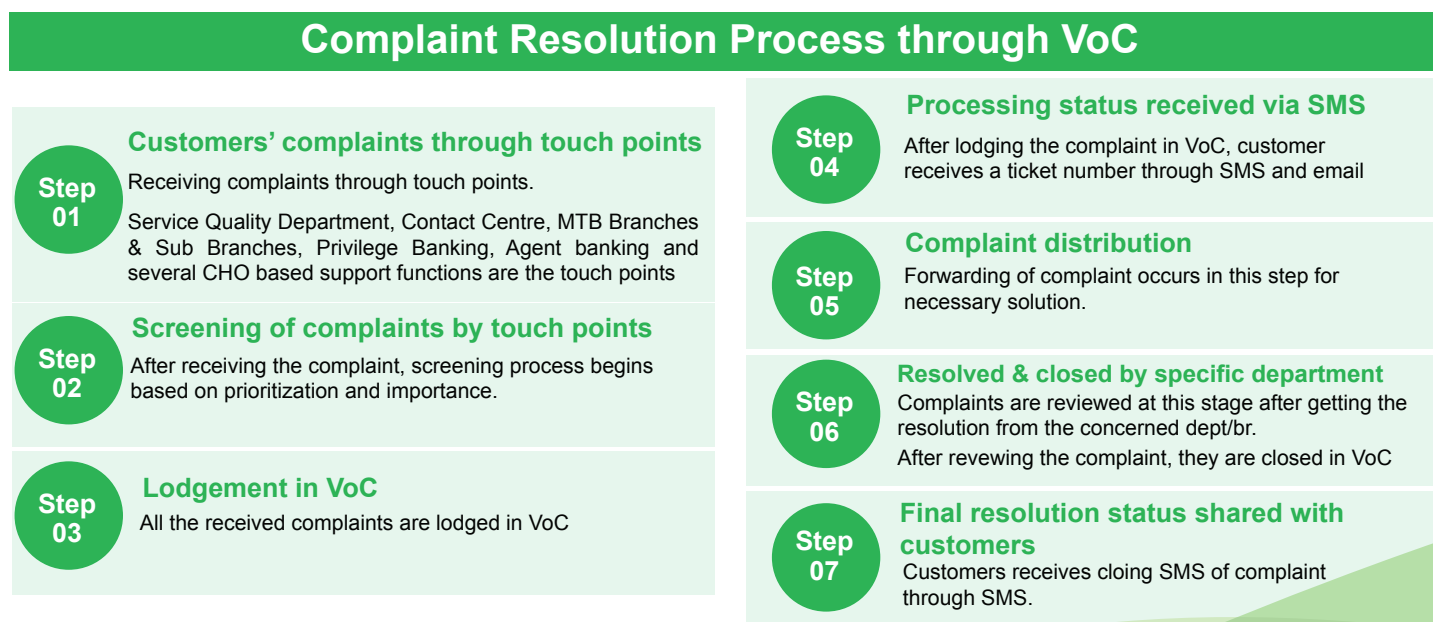 Complaint Resolution Process through VoC
Step
01
Customers’ complaints through touch points
Receiving complaints through touch points.
Service Quality Department, Contact Centre, MTB Branches
& Sub Branches, Privilege Banking, Agent banking and
several CHO based support functions are the touch points
Step
02
Screening of complaints by touch points
After receiving the complaint, screening process begins
based on prioritization and importance.
Step
03
Lodgement in VoC
All the received complaints are lodged in VoC
Step
04
Processing status received via SMS
After lodging the complaint in VoC, customer
receives a ticket number through SMS and email
Step
05
Complaint distribution
Forwarding of complaint occurs in this step for
necessary solution.
Step
06
Resolved & closed by specific department
Complaints are reviewed at this stage after getting the
resolution from the concerned dept/br.
After revewing the complaint, they are closed in VoC
Step
07
Final resolution status shared with
customers
Customers receives cloing SMS of complaint
through SMS.